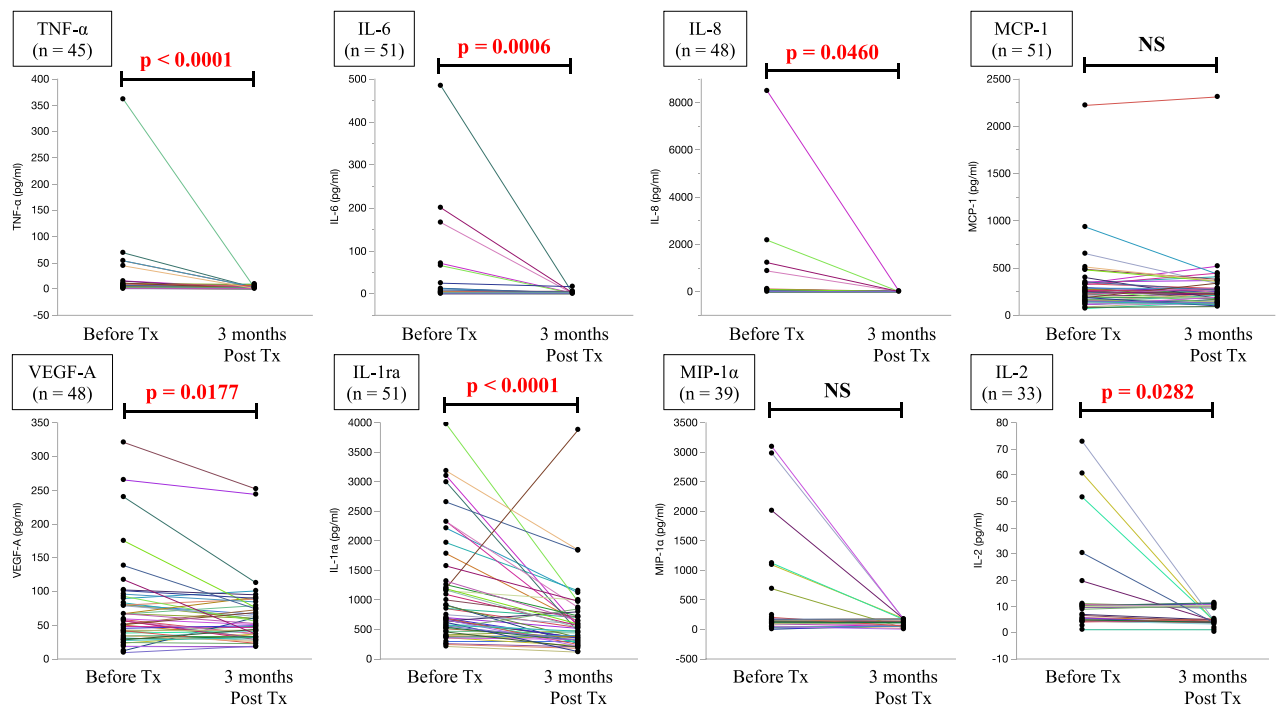 TNF-α
(n = 45)
p < 0.0001
400
350
300
250
200
150
100
50
0
-50
TNF-α (pg/ml)
Before Tx
3 months
Post Tx
IL-6
(n = 51)
p = 0.0006
500
400
300
200
100
0
IL-6 (pg/ml)
Before Tx
3 months
Post Tx
IL-8
(n = 48)
p = 0.0460
8000
6000
4000
2000
0
IL-8 (pg/ml)
Before Tx
3 months
Post Tx
MCP-1
(n = 51)
NS
2500
2000
1500
1000
500
0
MCP-1 (pg/ml)
Before Tx
3 months
Post Tx
VEGF-A
(n = 48)
p = 0.0177
350
300
250
200
150
100
50
0
VEGF-A (pg/ml)
Before Tx
3 months
Post Tx
IL-1ra
(n = 51)
p < 0.0001
4000
3500
3000
2500
2000
1500
1000
500
0
IL-1ra (pg/ml)
Before Tx
3 months
Post Tx
MIP-1α
(n = 39)
NS
3500
3000
2500
2000
1500
1000
500
0
-500
MIP-1α (pg/ml)
Before Tx
3 months
Post Tx
IL-2
(n = 33)
p = 0.0282
80
70
60
50
40
30
20
10
0
-10
IL-2 (pg/ml)
Before Tx
3 months
Post Tx